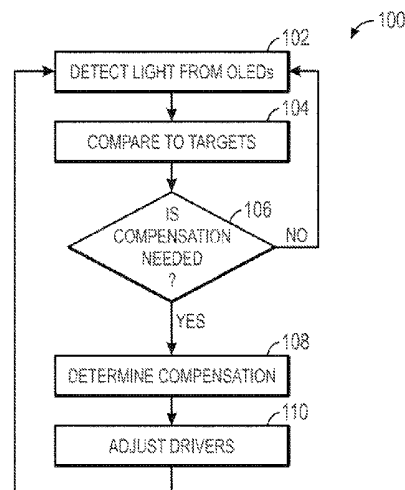 100
102
DETECT LIGHT FROM OLEDs
104
COMPARE TO TARGETS
106
IS
COMPENSATION
NEEDED
?
NO
YES
108
DETERMINE COMPENSATION
110
ADJUST DRIVERS